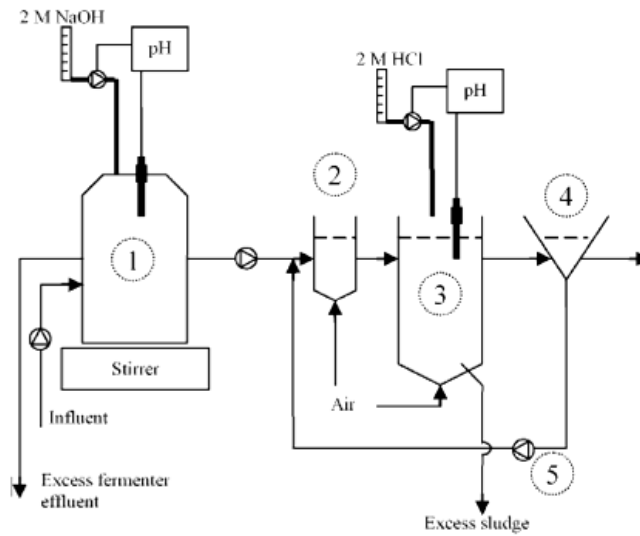 2 M NaOH
pH
2 M HCl
pH
2
4
1
3
Stirrer
Air
Influent
5
Excess fermenter
effluent
Excess sludge